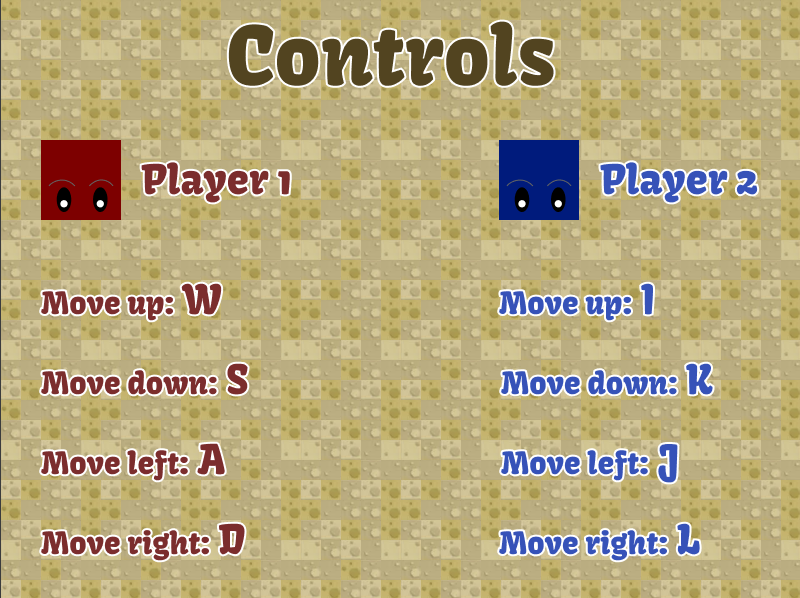 Controls
Player 1
Move up: W
Move down: S
Move left: A
Move right: D
Player 2
Move up: I
Move down: K
Move left: J
Move right: L